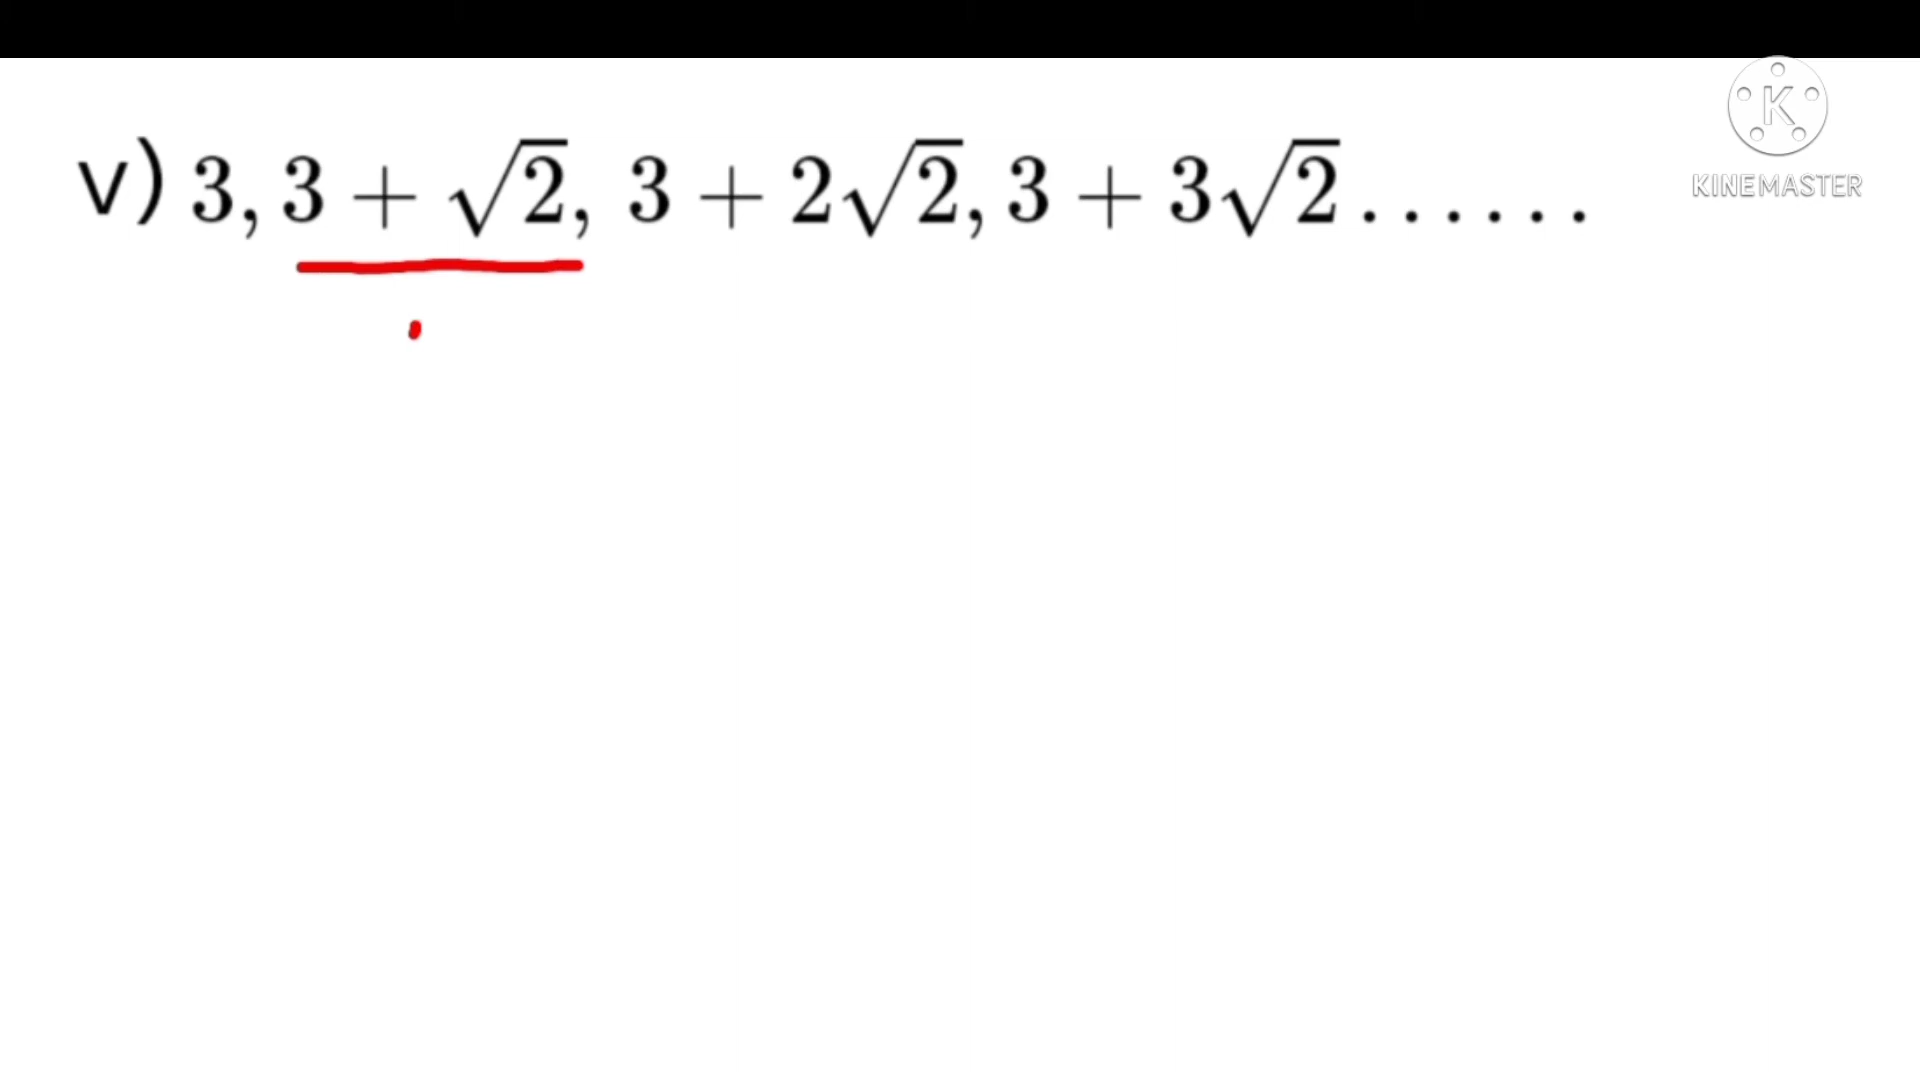 v) 3, 3 + √2, 3 + 2√2, 3 + 3√2 . . . . . .
K
KINEMASTER